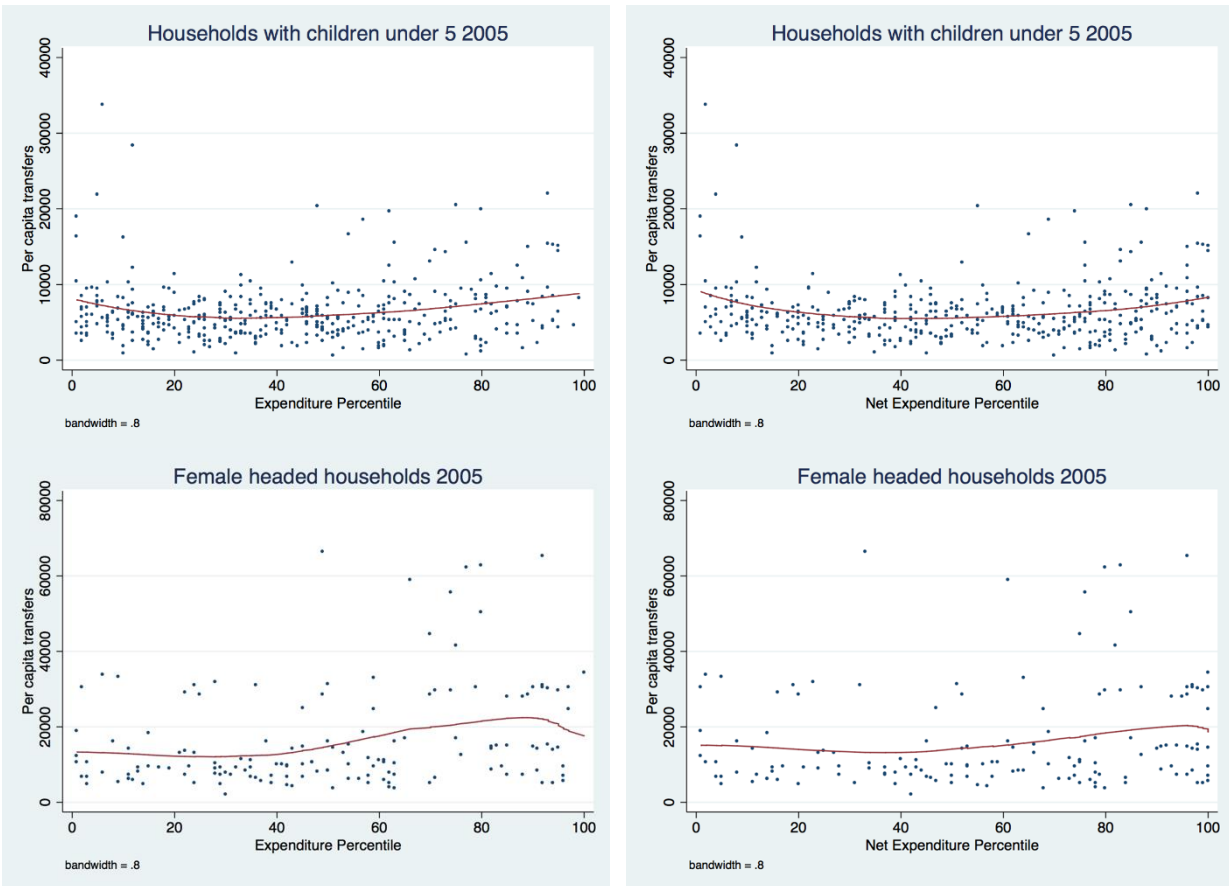 Households with children under 5 2005
Per capita transfers
40000
30000
20000
10000
0
0 20 40 60 80 100
Expenditure Percentile
bandwidth = .8
Households with children under 5 2005
Per capita transfers
40000
30000
20000
10000
0
0 20 40 60 80 100
Net Expenditure Percentile
bandwidth = .8
Female headed households 2005
Per capita transfers
80000
60000
40000
20000
0
0 20 40 60 80 100
Expenditure Percentile
bandwidth = .8
Female headed households 2005
Per capita transfers
80000
60000
40000
20000
0
0 20 40 60 80 100
Net Expenditure Percentile
bandwidth = .8